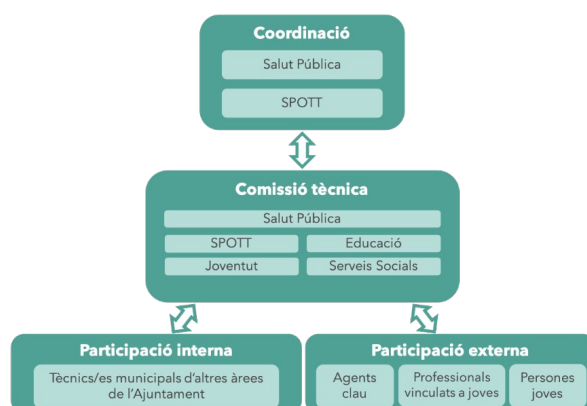 Coordinació
Salut Pública
SPOTT
Comissió tècnica
Salut Pública
SPOTT
Educació
Joventut
Serveis Socials
Participació interna
Tècnics/es municipals d'altres àrees
de l'Ajuntament
Participació externa
Agents
clau
Professionals
vinculats a joves
Persones
joves